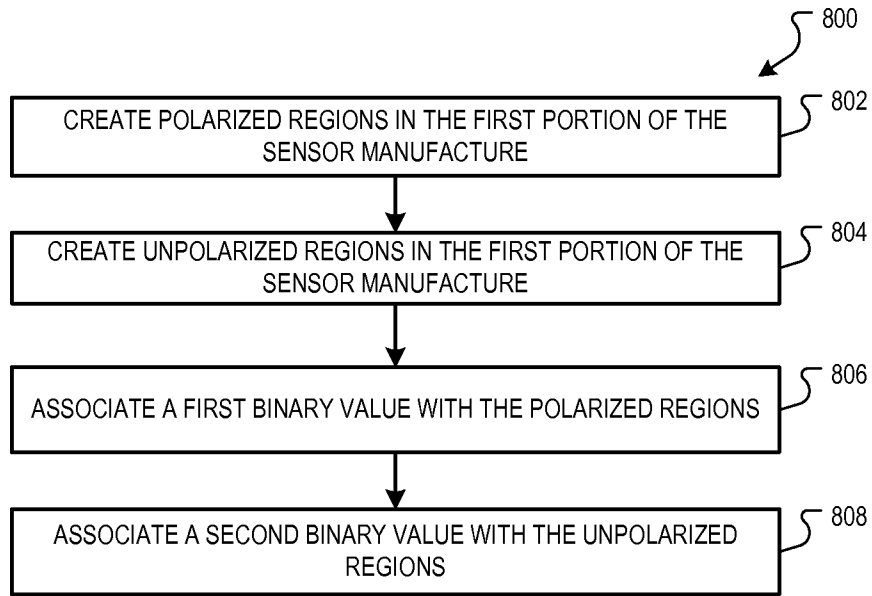 800
CREATE POLARIZED REGIONS IN THE FIRST PORTION OF THE
SENSOR MANUFACTURE
802
CREATE UNPOLARIZED REGIONS IN THE FIRST PORTION OF THE
SENSOR MANUFACTURE
804
ASSOCIATE A FIRST BINARY VALUE WITH THE POLARIZED REGIONS
806
ASSOCIATE A SECOND BINARY VALUE WITH THE UNPOLARIZED
REGIONS
808